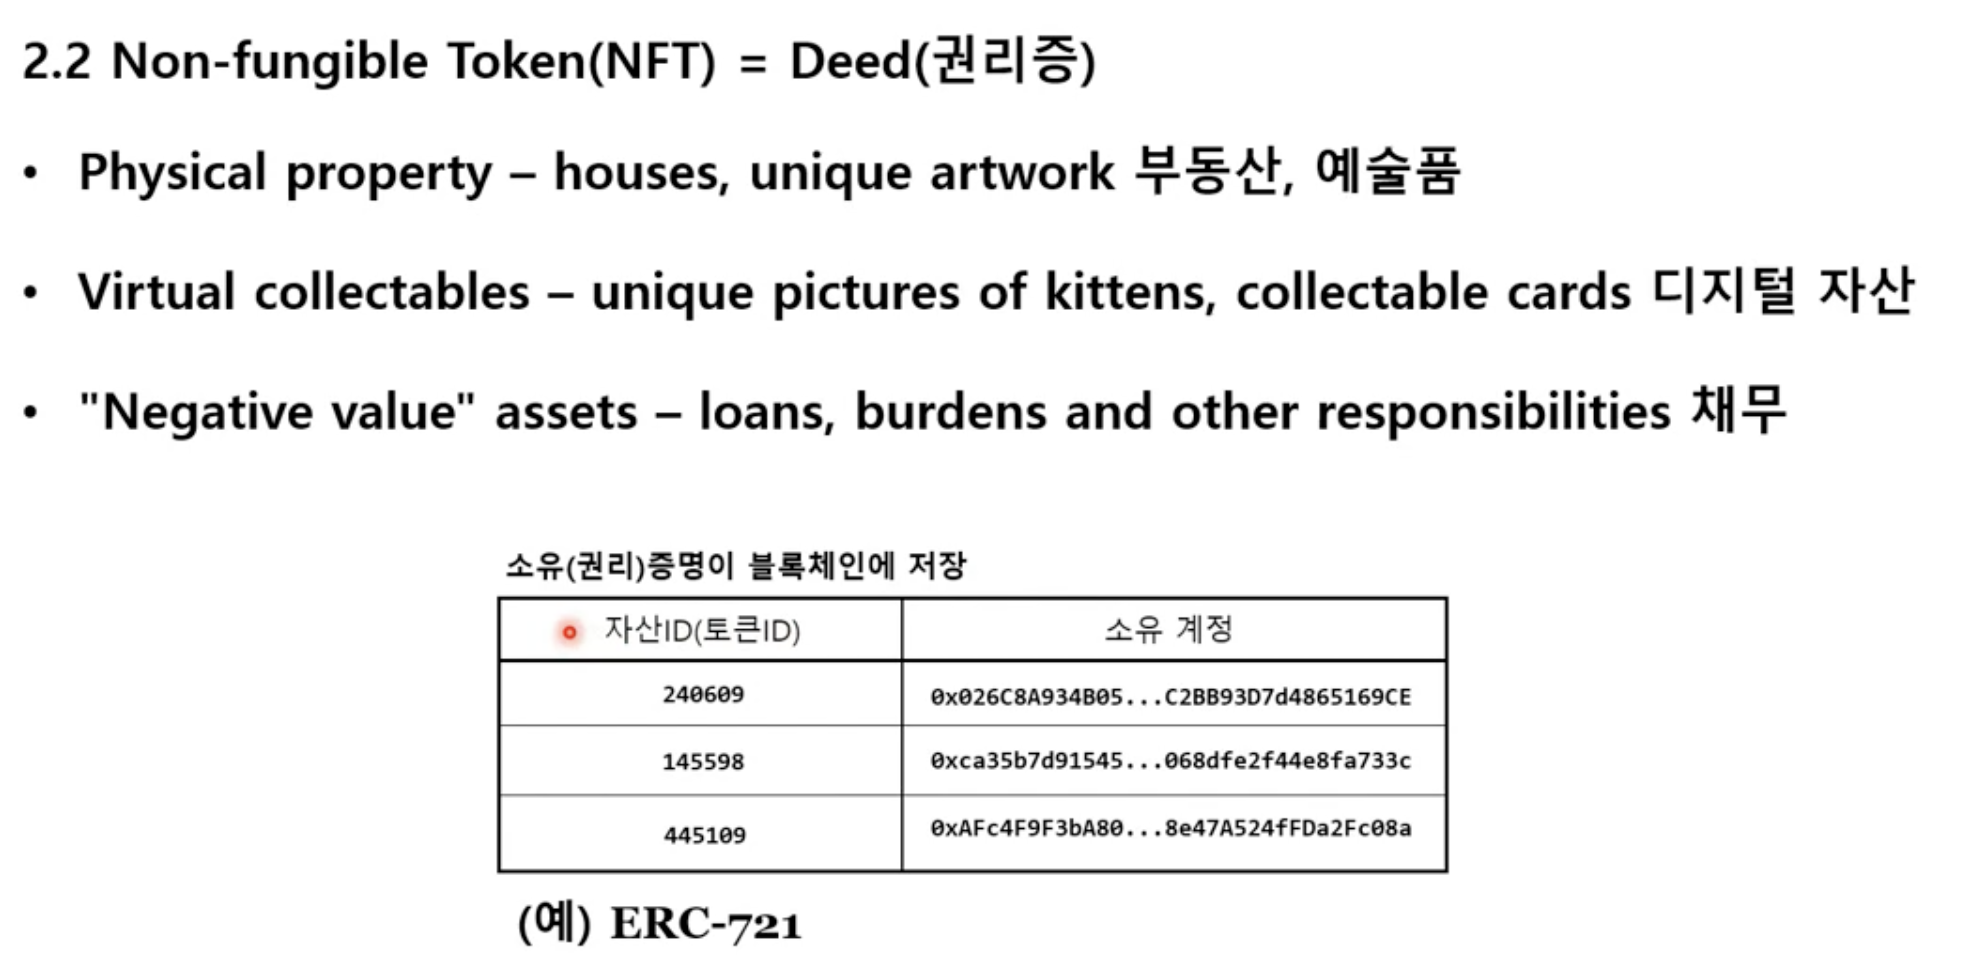 2.2 Non-fungible Token(NFT) = Deed(권리증)
• Physical property – houses, unique artwork 부동산, 예술품
• Virtual collectables – unique pictures of kittens, collectable cards 디지털 자산
• "Negative value" assets – loans, burdens and other responsibilities 채무
소유(권리)증명이 블록체인에 저장
자산ID(토큰ID) 소유 계정
240609 0x026C8A934B05...C2BB93D7d4865169CE
145598 0xca35b7d91545...068dfe2f44e8fa733c
445109 0xAFc4F9F3bA80...8e47A524fFDa2Fc08a
(예) ERC-721